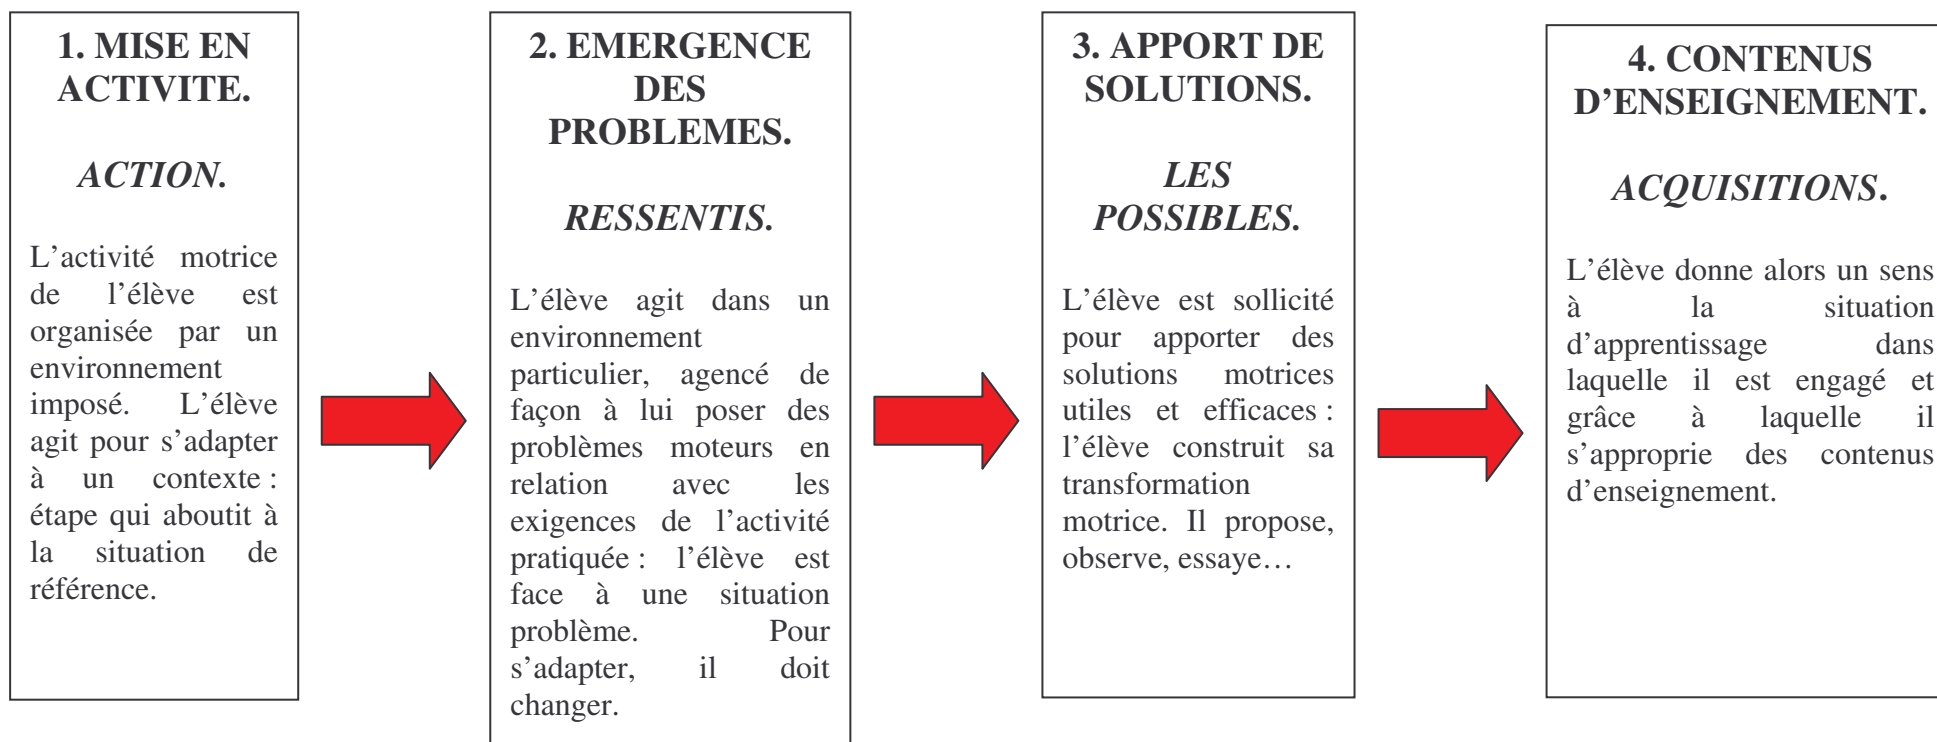 1. MISE EN
ACTIVITE.
ACTION.
L’activité motrice
de l’élève est
organisée par un
environnement
imposé. L’élève
agit pour s’adapter
à un contexte :
étape qui aboutit à
la situation de
référence.
2. EMERGENCE
DES
PROBLEMES.
RESSENTIS.
L’élève agit dans un
environnement
particulier, agencé de
façon à lui poser des
problèmes moteurs en
relation avec les
exigences de l’activité
pratiquée : l’élève est
face à une situation
problème. Pour
s’adapter, il doit
changer.
3. APPORT DE
SOLUTIONS.
LES
POSSIBLES.
L’élève est sollicité
pour apporter des
solutions motrices
utiles et efficaces :
l’élève construit sa
transformation
motrice. Il propose,
observe, essaye…
4. CONTENUS
D’ENSEIGNEMENT.
ACQUISITIONS.
L’élève donne alors un sens
à la situation
d’apprentissage dans
laquelle il est engagé et
grâce à laquelle il
s’approprie des contenus
d’enseignement.